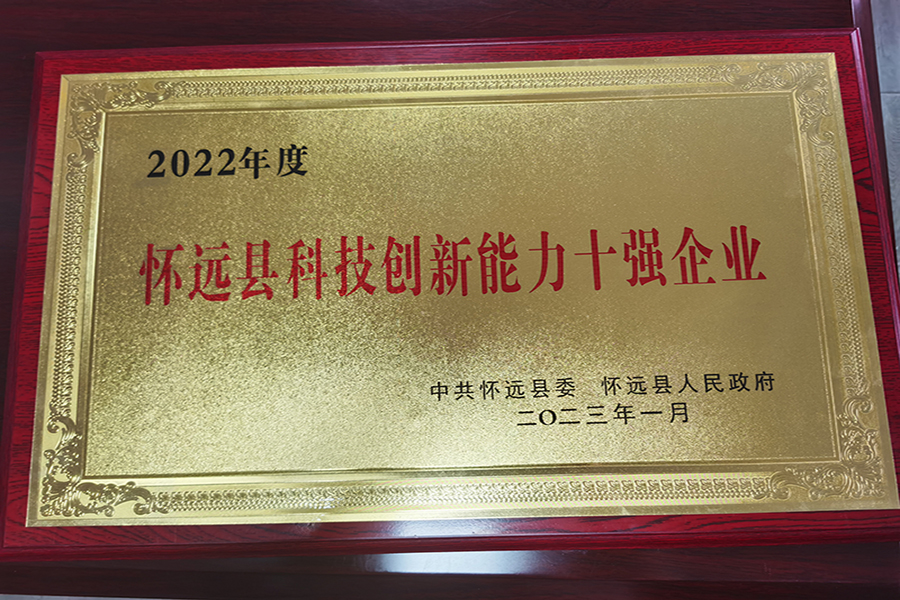 2022年度
怀远县科技创新能力十强企业
中共怀远县委 怀远县人民政府
二〇二三年一月